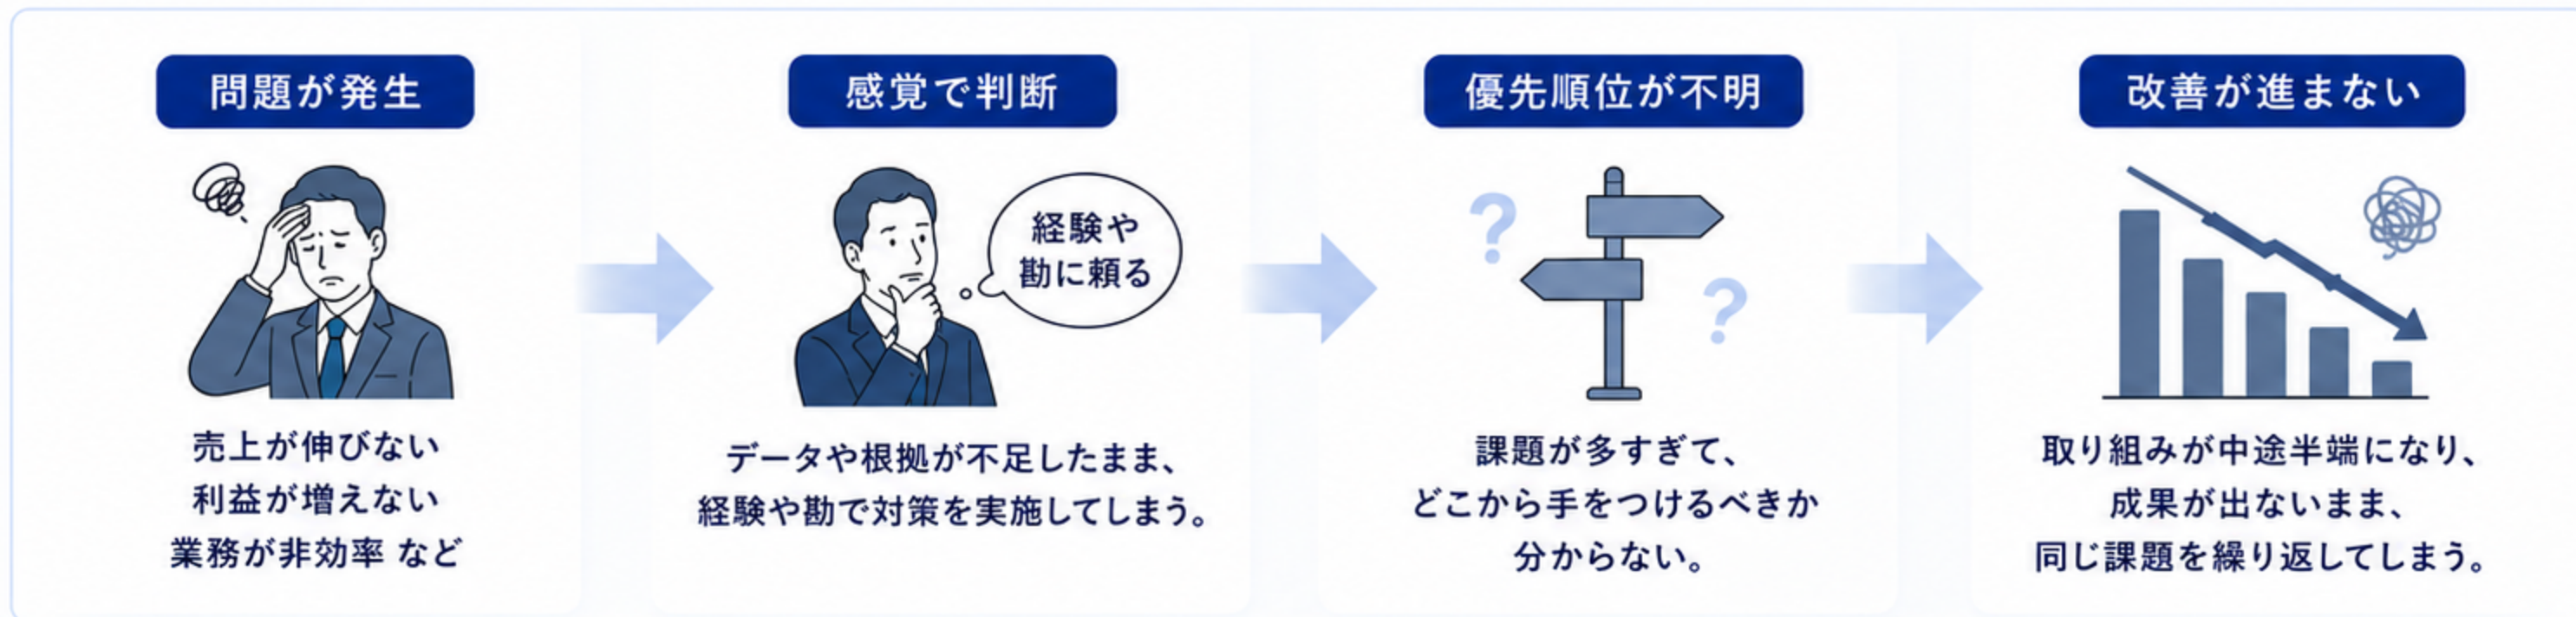 問題が発生
売上が伸びない
利益が増えない
業務が非効率 など
感覚で判断
経験や
勘に頼る
データや根拠が不足したまま、
経験や勘で対策を実施してしまう。
優先順位が不明
?
?
課題が多すぎて、
どこから手をつけるべきか
分からない。
改善が進まない
取り組みが中途半端になり、
成果が出ないまま、
同じ課題を繰り返してしまう。